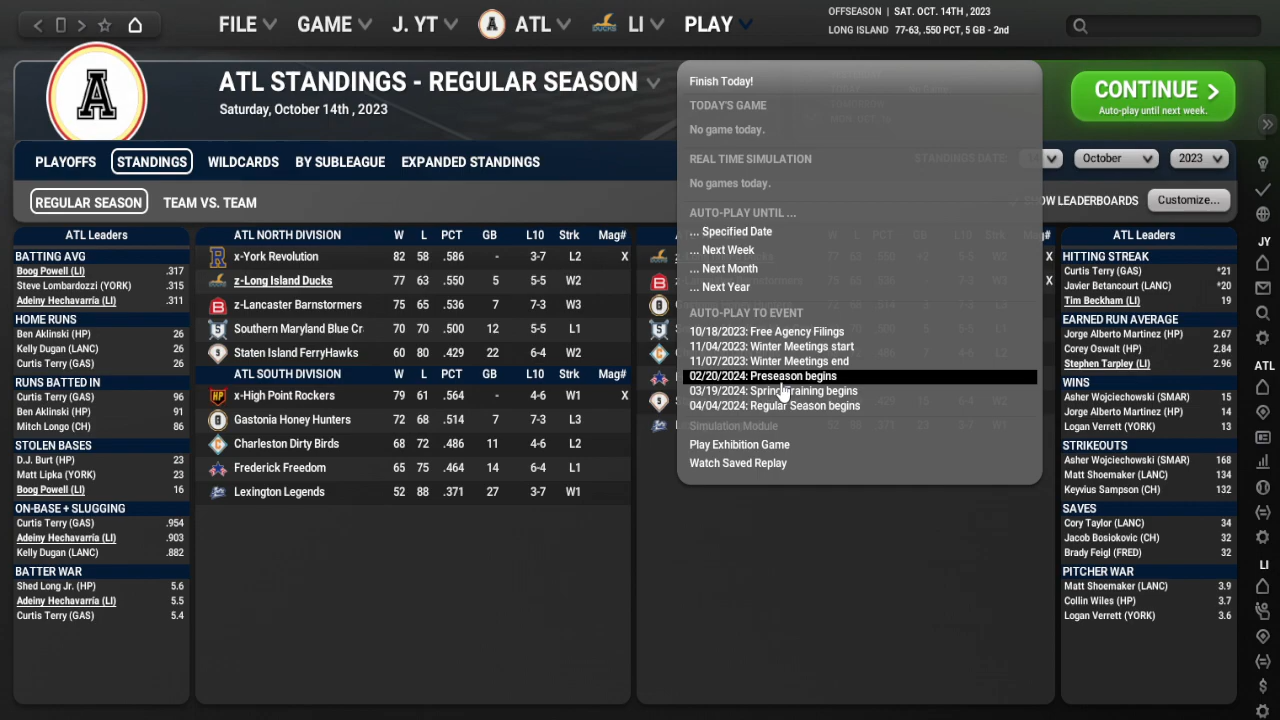 FILE GAME J. YT ATL LI PLAY
OFFSEASON | SAT. OCT. 14TH , 2023
LONG ISLAND 77-63, .550 PCT, 5 GB - 2nd
A
ATL STANDINGS - REGULAR SEASON
Saturday, October 14th , 2023
CONTINUE
Auto-play until next week.
PLAYOFFS STANDINGS WILDCARDS BY SUBLEAGUE EXPANDED STANDINGS
STANDINGS DATE: October 2023
REGULAR SEASON TEAM VS. TEAM
SHOW LEADERBOARDS Customize...
Finish Today!
TODAY'S GAME
No game today.
REAL TIME SIMULATION
No games today.
AUTO-PLAY UNTIL ...
... Specified Date
... Next Week
... Next Month
... Next Year
AUTO-PLAY TO EVENT
10/18/2023: Free Agency Filings
11/04/2023: Winter Meetings start
11/07/2023: Winter Meetings end
02/20/2024: Preseason begins
03/19/2024: Spring Training begins
04/04/2024: Regular Season begins
Simulation Module
Play Exhibition Game
Watch Saved Replay
ATL Leaders
BATTING AVG
Boog Powell (LI) .317
Steve Lombardozzi (YORK) .315
Adeiny Hechavarría (LI) .311
HOME RUNS
Ben Aklinski (HP) 26
Kelly Dugan (LANC) 26
Curtis Terry (GAS) 26
RUNS BATTED IN
Curtis Terry (GAS) 96
Ben Aklinski (HP) 91
Mitch Longo (CH) 86
STOLEN BASES
D.J. Burt (HP) 23
Matt Lipka (YORK) 23
Boog Powell (LI) 16
ON-BASE + SLUGGING
Curtis Terry (GAS) .954
Adeiny Hechavarría (LI) .903
Kelly Dugan (LANC) .882
BATTER WAR
Shed Long Jr. (HP) 5.6
Adeiny Hechavarría (LI) 5.5
Curtis Terry (GAS) 5.4
ATL NORTH DIVISION W L PCT GB L10 Strk Mag#
x-York Revolution 82 58 .586 - 3-7 L2 X
z-Long Island Ducks 77 63 .550 5 5-5 W2
z-Lancaster Barnstormers 75 65 .536 7 7-3 W3
Southern Maryland Blue Cr 70 70 .500 12 5-5 L1
Staten Island FerryHawks 60 80 .429 22 6-4 W2
ATL SOUTH DIVISION W L PCT GB L10 Strk Mag#
x-High Point Rockers 79 61 .564 - 4-6 W1 X
Gastonia Honey Hunters 72 68 .514 7 7-3 L3
Charleston Dirty Birds 68 72 .486 11 4-6 L2
Frederick Freedom 65 75 .464 14 6-4 L1
Lexington Legends 52 88 .371 27 3-7 W1
Mag#
X
X
ATL Leaders
HITTING STREAK
Curtis Terry (GAS) *21
Javier Betancourt (LANC) *20
Tim Beckham (LI) 19
EARNED RUN AVERAGE
Jorge Alberto Martinez (HP) 2.67
Corey Oswalt (HP) 2.84
Stephen Tarpley (LI) 2.96
WINS
Asher Wojciechowski (SMAR) 15
Jorge Alberto Martinez (HP) 14
Logan Verrett (YORK) 13
STRIKEOUTS
Asher Wojciechowski (SMAR) 168
Matt Shoemaker (LANC) 134
Keyvius Sampson (CH) 132
SAVES
Cory Taylor (LANC) 34
Jacob Bosiokovic (CH) 32
Brady Feigl (FRED) 32
PITCHER WAR
Matt Shoemaker (LANC) 3.9
Collin Wiles (HP) 3.7
Logan Verrett (YORK) 3.6
JY
ATL
LI